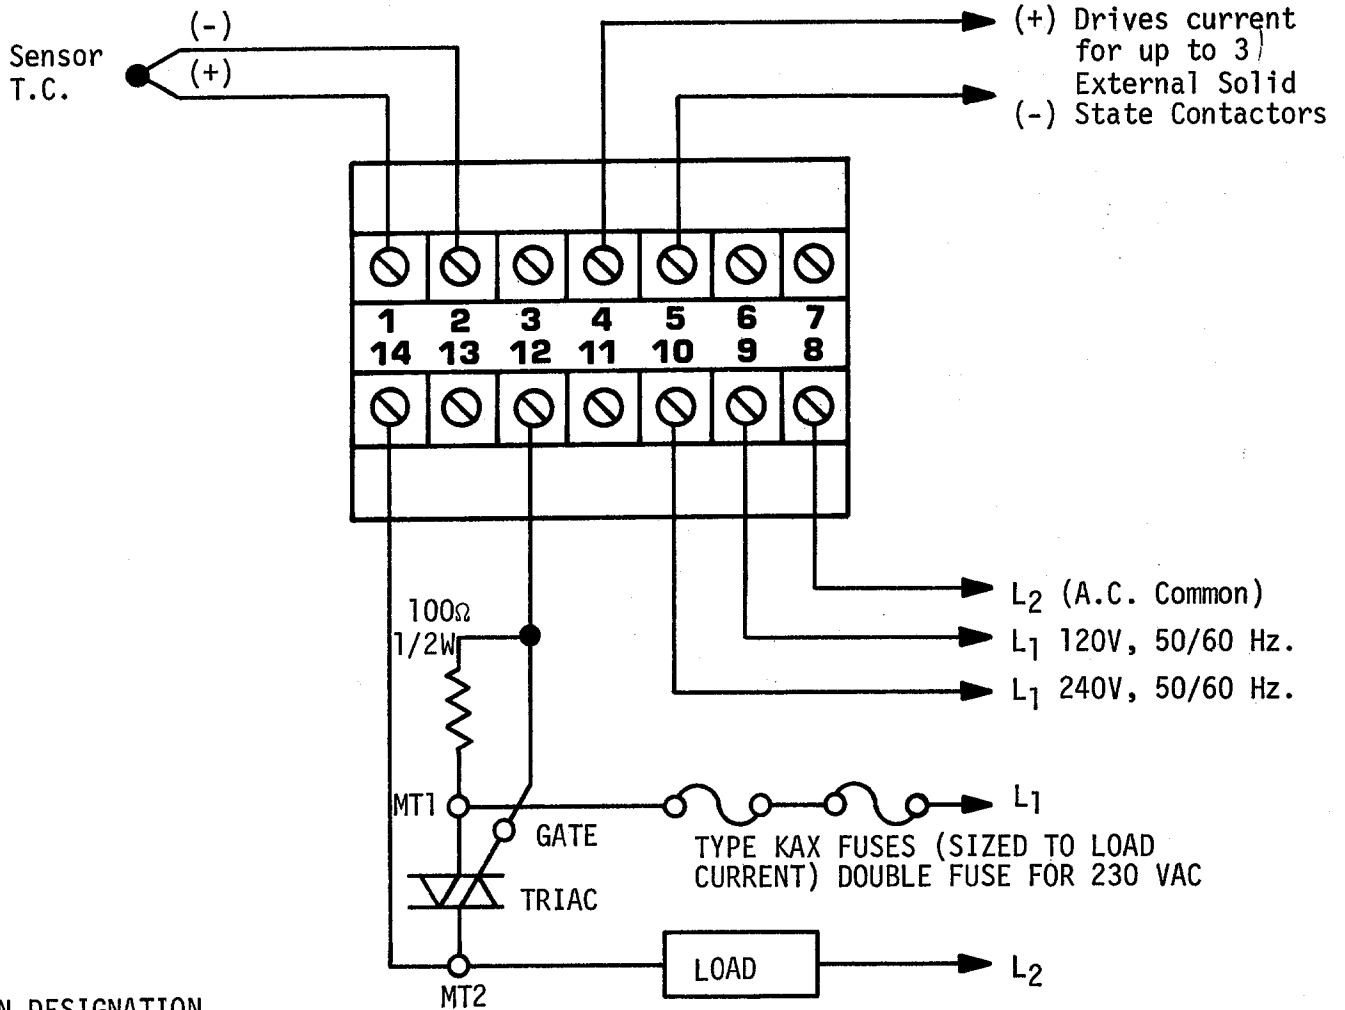 (-)
Sensor
T.C.
(+)
(+) Drives current
for up to 3
External Solid
(-) State Contactors
1 2 3 4 5 6 7
14 13 12 11 10 9 8
100Ω
1/2W
L2 (A.C. Common)
L1 120V, 50/60 Hz.
L1 240V, 50/60 Hz.
MT1
L1
GATE
TYPE KAX FUSES (SIZED TO LOAD
CURRENT) DOUBLE FUSE FOR 230 VAC
TRIAC
LOAD
L2
MT2
N DESIGNATION